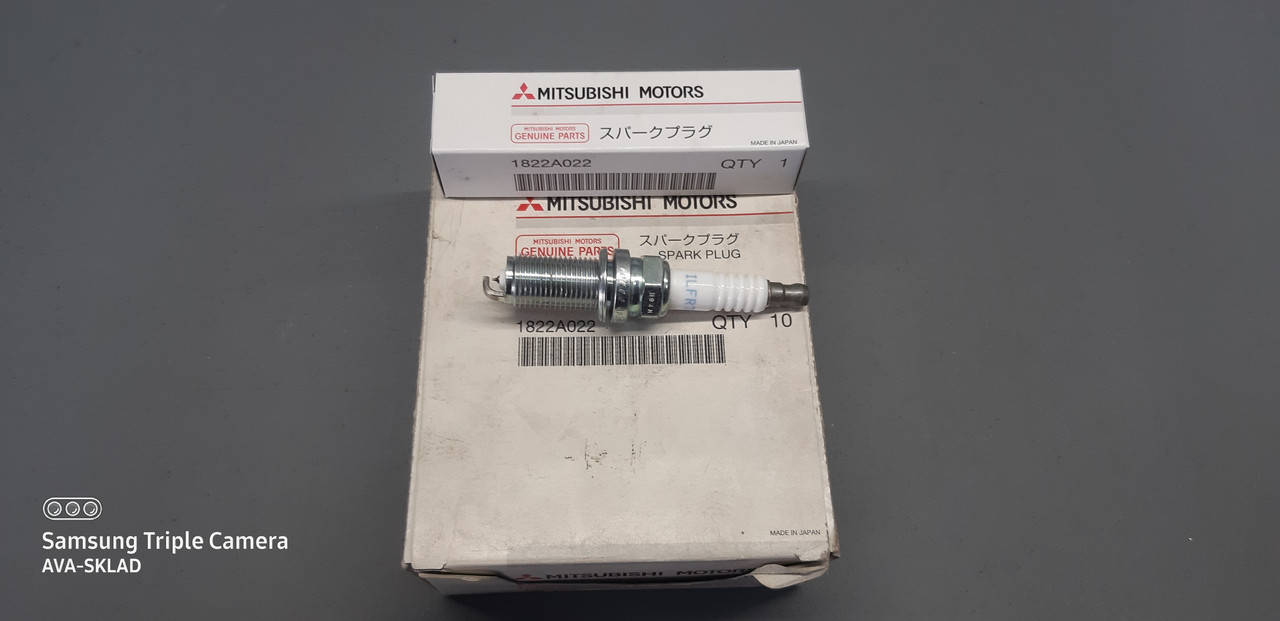 MITSUBISHI MOTORS
MITSUBISHI MOTORS
GENUINE PARTS
スパークプラグ
MADE IN JAPAN
1822A022
QTY 1
MITSUBISHI MOTORS
MITSUBISHI MOTORS
GENUINE PARTS
スパークプラグ
SPARK PLUG
ILFR
1822A022
QTY 10
MADE IN JAPAN
MITSUBISHI MOTORS
Samsung Triple Camera
AVA-SKLAD